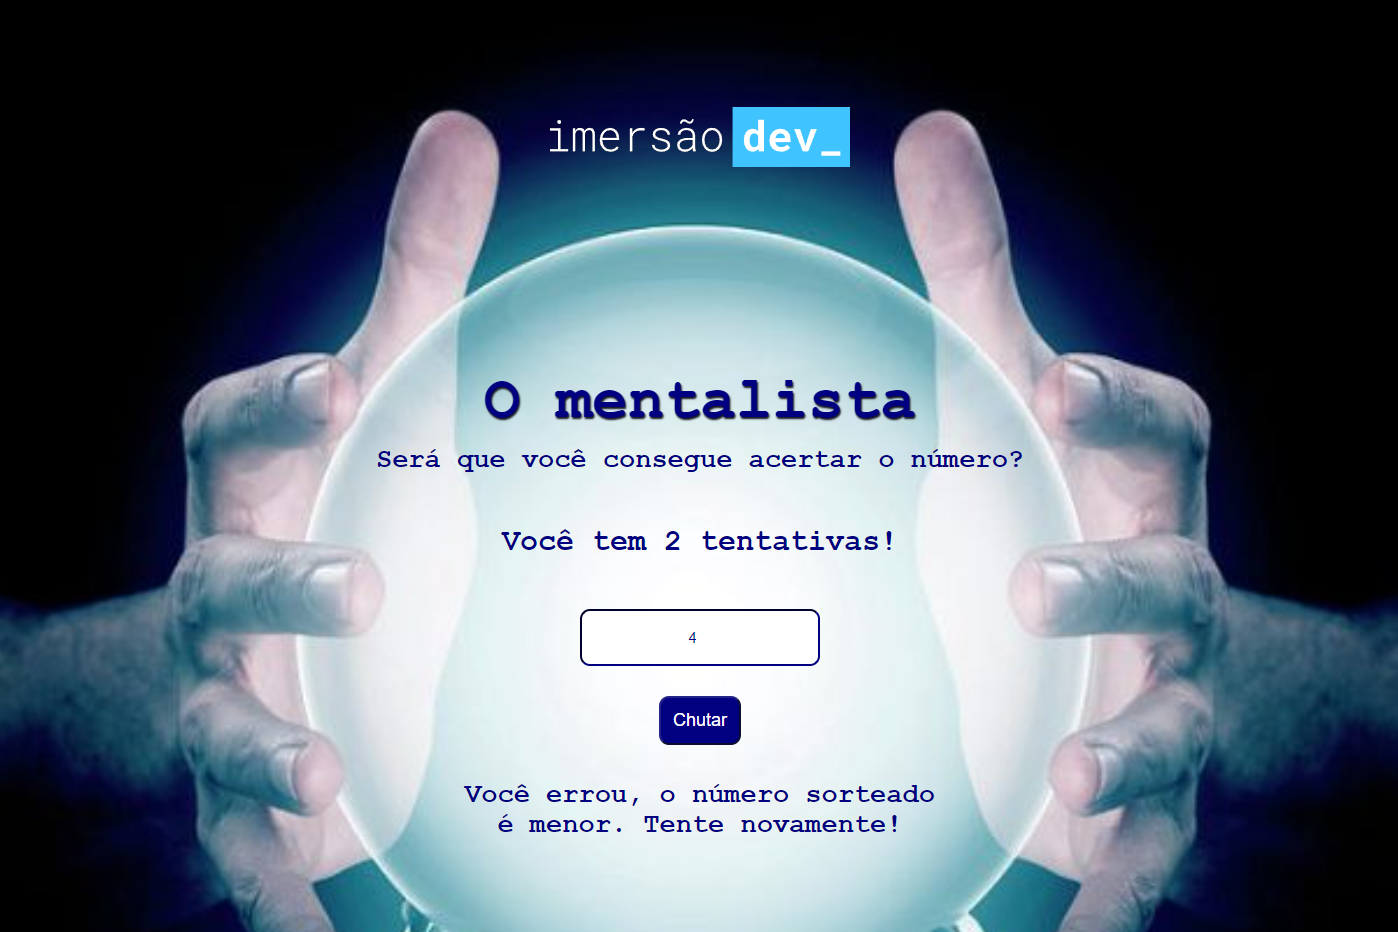 imersão dev_
O mentalista
Será que você consegue acertar o número?
Você tem 2 tentativas!
4
Chutar
Você errou, o número sorteado
é menor. Tente novamente!